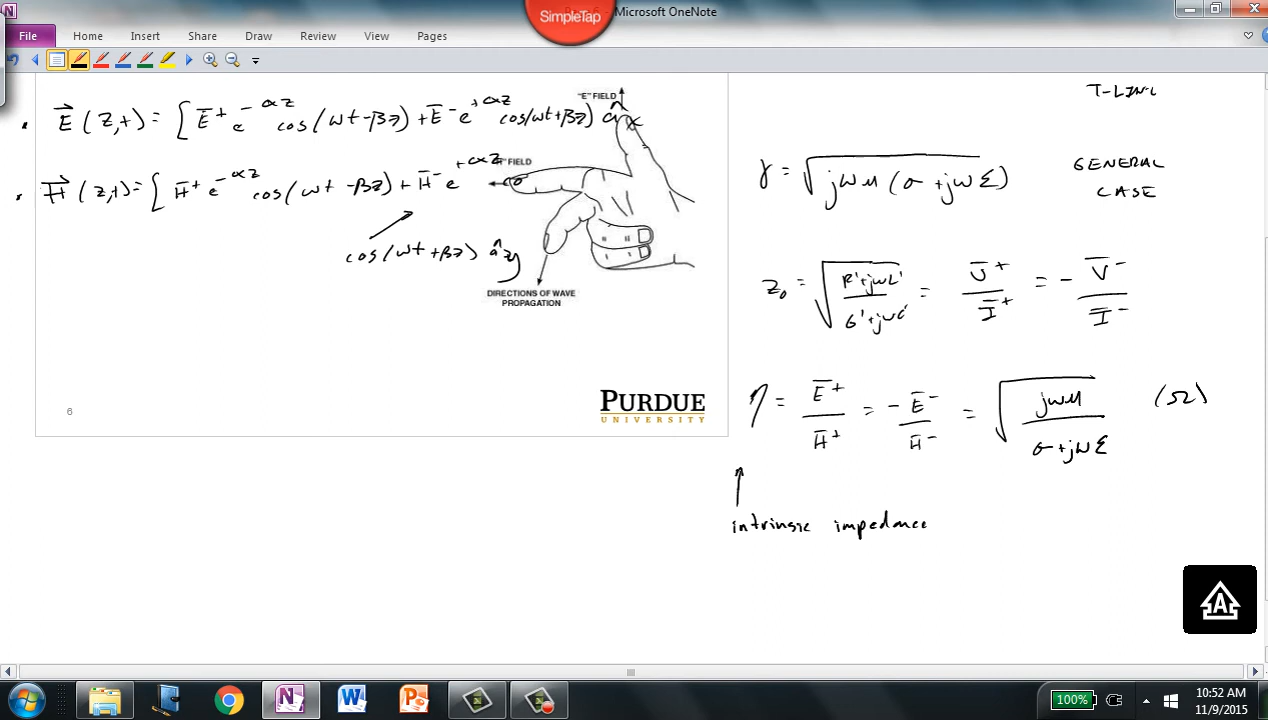 SimpleTap
Microsoft OneNote
File Home Insert Share Draw Review View Pages
"E" FIELD
E(z,t) = [E⁺ e^-αz cos(ωt-βz) + E⁻ e^+αz cos(ωt+βz)] âx
FIELD
H(z,t) = [H⁺ e^-αz cos(ωt-βz) + H⁻ e^+αz
cos(ωt+βz) ây
DIRECTIONS OF WAVE
PROPAGATION
6
PURDUE
UNIVERSITY
T-LINE
γ = √jωμ(σ+jωε)
GENERAL
CASE
Z₀ = √(R'+jωL' / G'+jωC') = V⁺/I⁺ = - V⁻/I⁻
η = E⁺/H⁺ = - E⁻/H⁻ = √(jωμ / σ+jωε) (Ω)
intrinsic impedance
A
100%
10:52 AM
11/9/2015